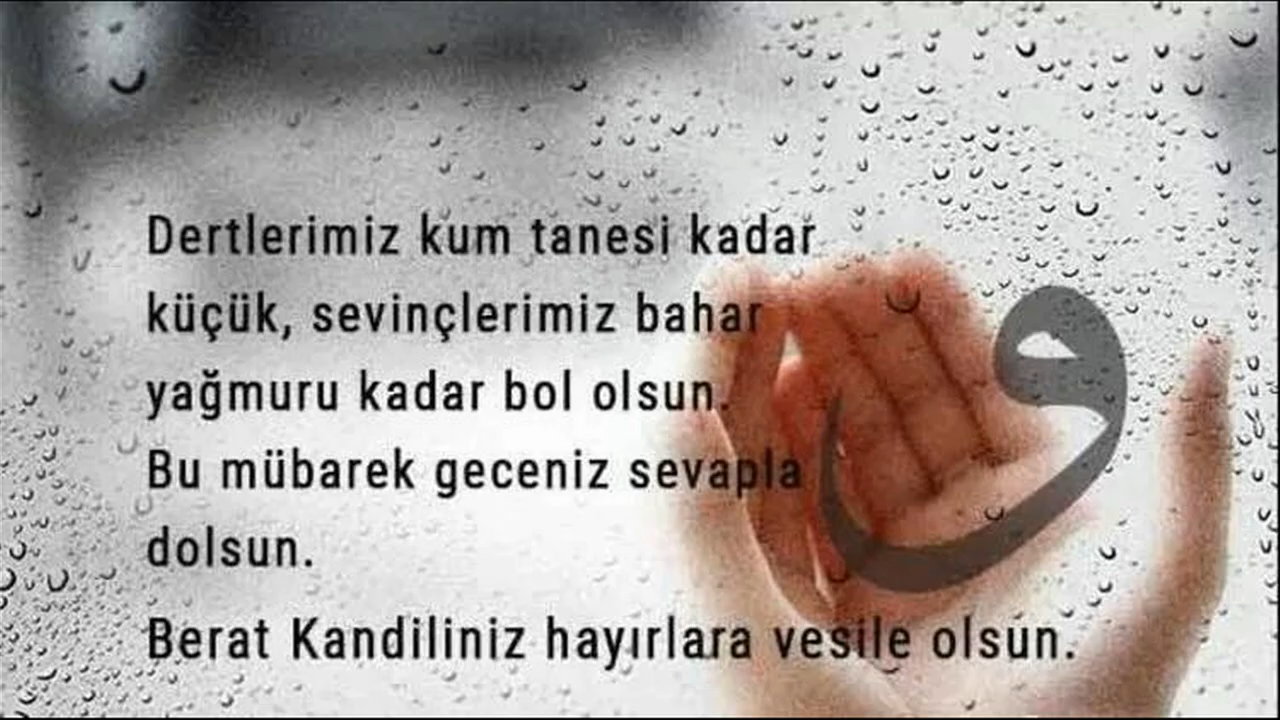 Dertlerimiz kum tanesi kadar
küçük, sevinçlerimiz bahar
yağmuru kadar bol olsun.
Bu mübarek geceniz sevapla
dolsun.
Berat Kandiliniz hayırlara vesile olsun.
و